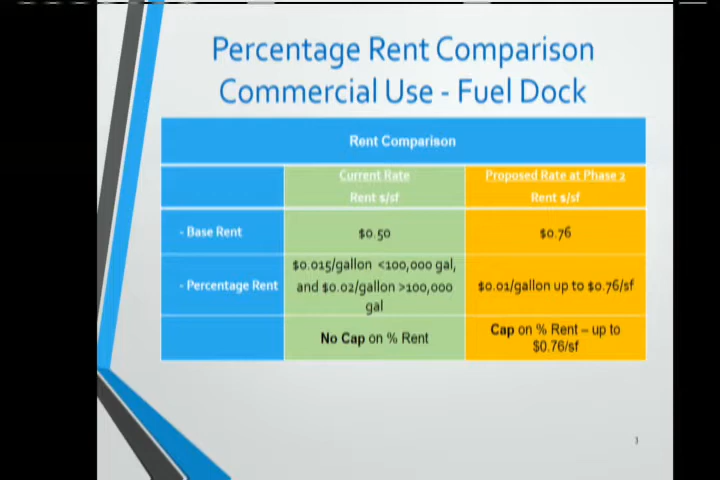 Percentage Rent Comparison
Commercial Use - Fuel Dock
Rent Comparison
Current Rate
Rent s/sf
Proposed Rate at Phase 2
Rent s/sf
- Base Rent
$0.50
$0.76
- Percentage Rent
$0.015/gallon <100,000 gal,
and $0.02/gallon >100,000
gal
$0.01/gallon up to $0.76/sf
No Cap on % Rent
Cap on % Rent – up to
$0.76/sf
3